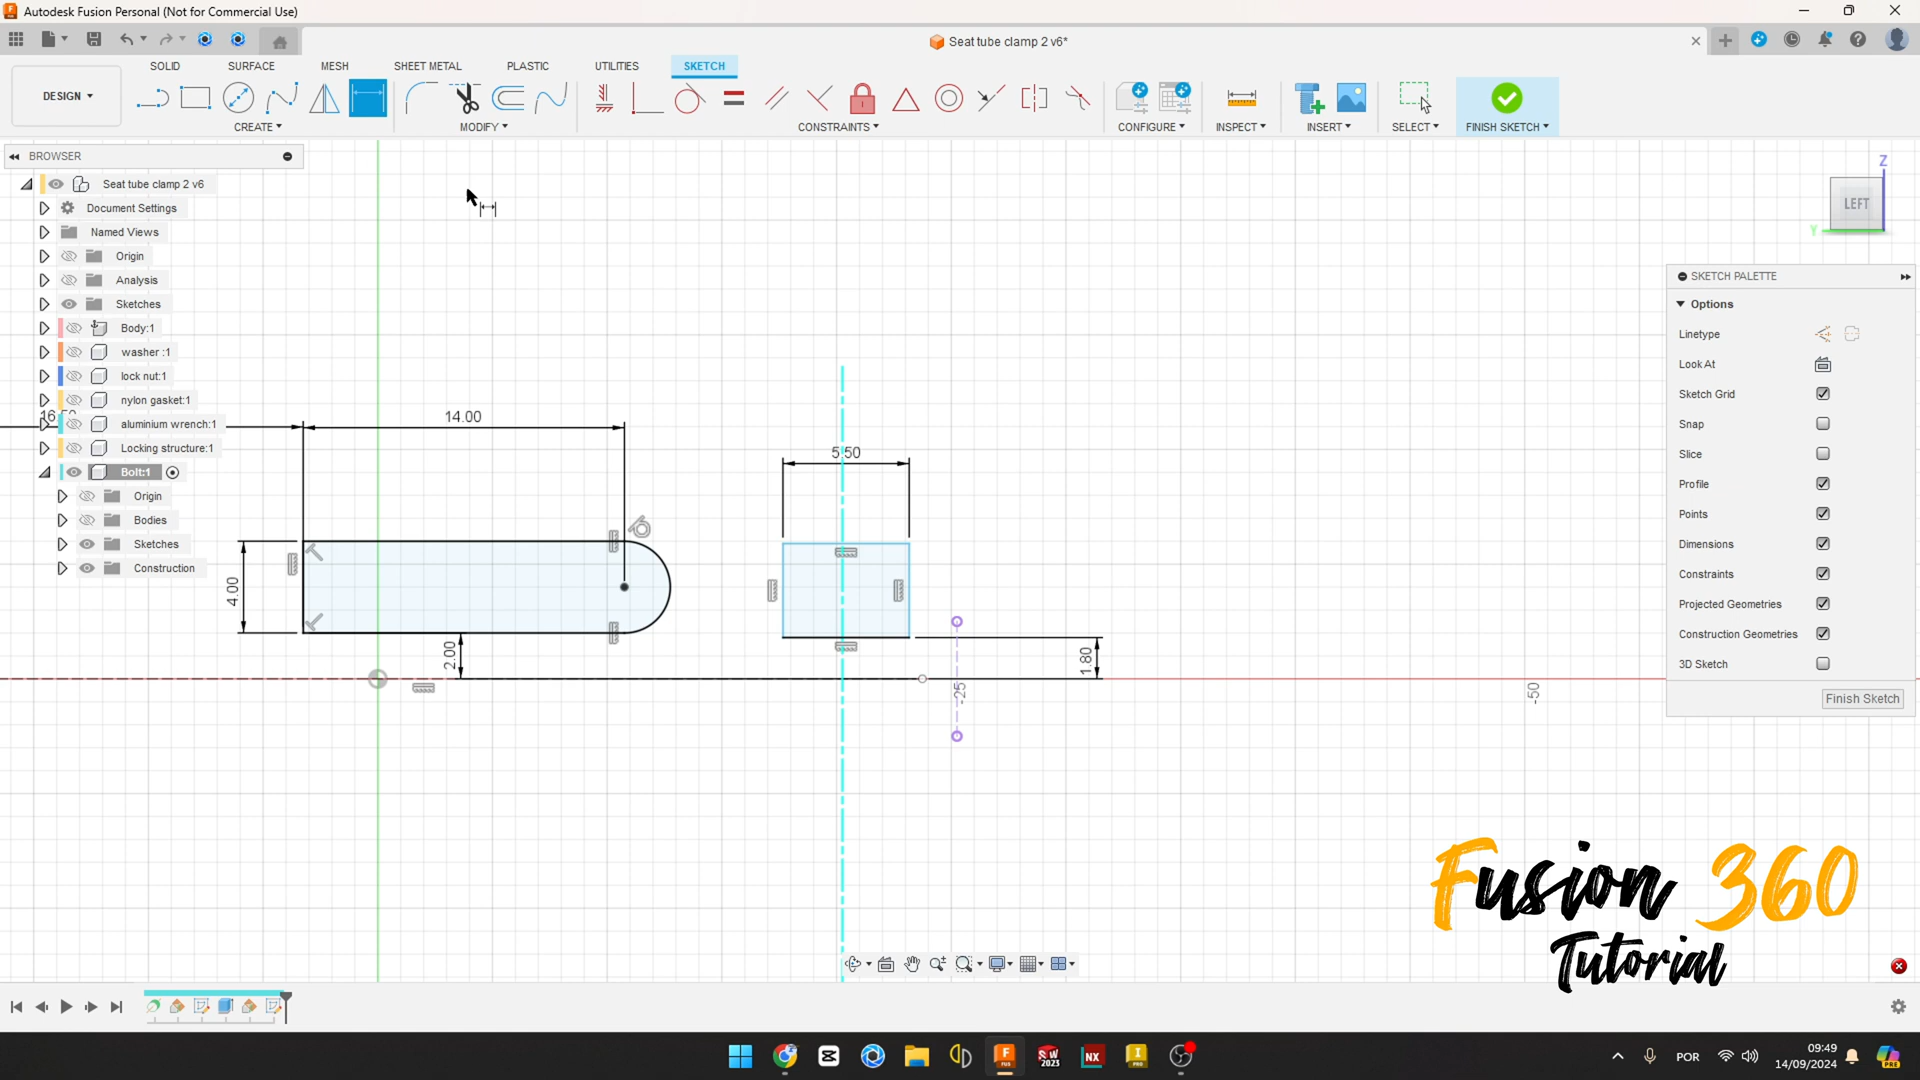 Autodesk Fusion Personal (Not for Commercial Use)
Seat tube clamp 2 v6*
SOLID SURFACE MESH SHEET METAL PLASTIC UTILITIES SKETCH
DESIGN
CREATE MODIFY CONSTRAINTS CONFIGURE INSPECT INSERT SELECT FINISH SKETCH
BROWSER
Seat tube clamp 2 v6
Document Settings
Named Views
Origin
Analysis
Sketches
Body:1
washer :1
lock nut:1
nylon gasket:1
aluminium wrench:1
Locking structure:1
Bolt:1
Origin
Bodies
Sketches
Construction
14.00
5.50
4.00
2.00
1.80
-25
-50
Z
LEFT
Y
SKETCH PALETTE
Options
Linetype
Look At
Sketch Grid
Snap
Slice
Profile
Points
Dimensions
Constraints
Projected Geometries
Construction Geometries
3D Sketch
Finish Sketch
Fusion 360
Tutorial
POR
09:49
14/09/2024